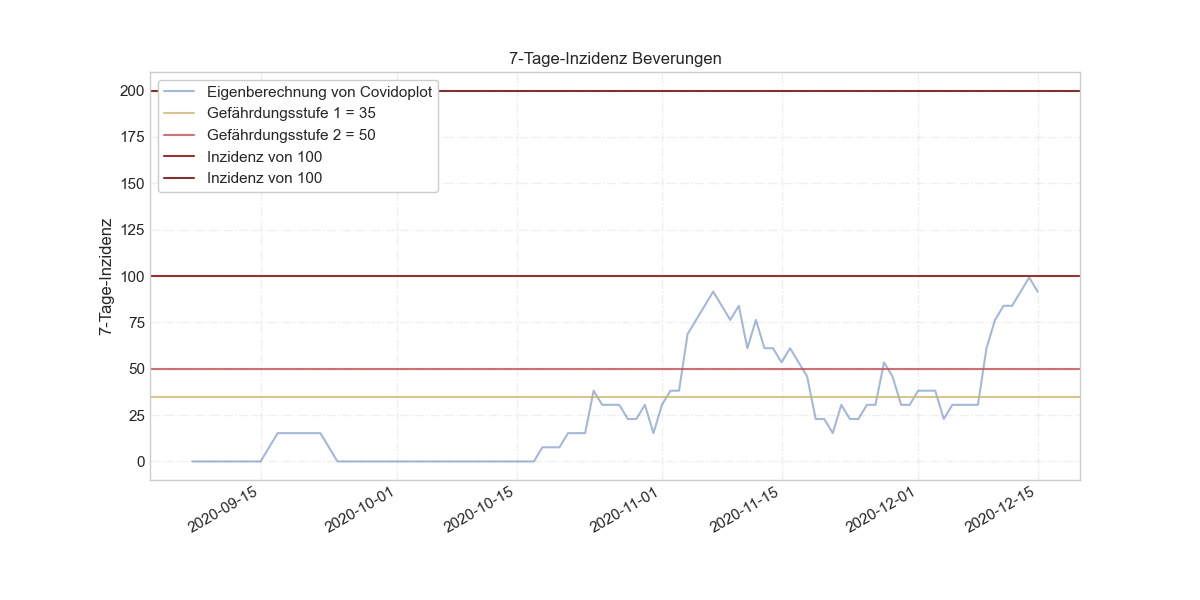 7-Tage-Inzidenz Beverungen
Eigenberechnung von Covidoplot
Gefährdungsstufe 1 = 35
Gefährdungsstufe 2 = 50
Inzidenz von 100
Inzidenz von 100
7-Tage-Inzidenz
200
175
150
125
100
75
50
25
0
2020-09-15
2020-10-01
2020-10-15
2020-11-01
2020-11-15
2020-12-01
2020-12-15